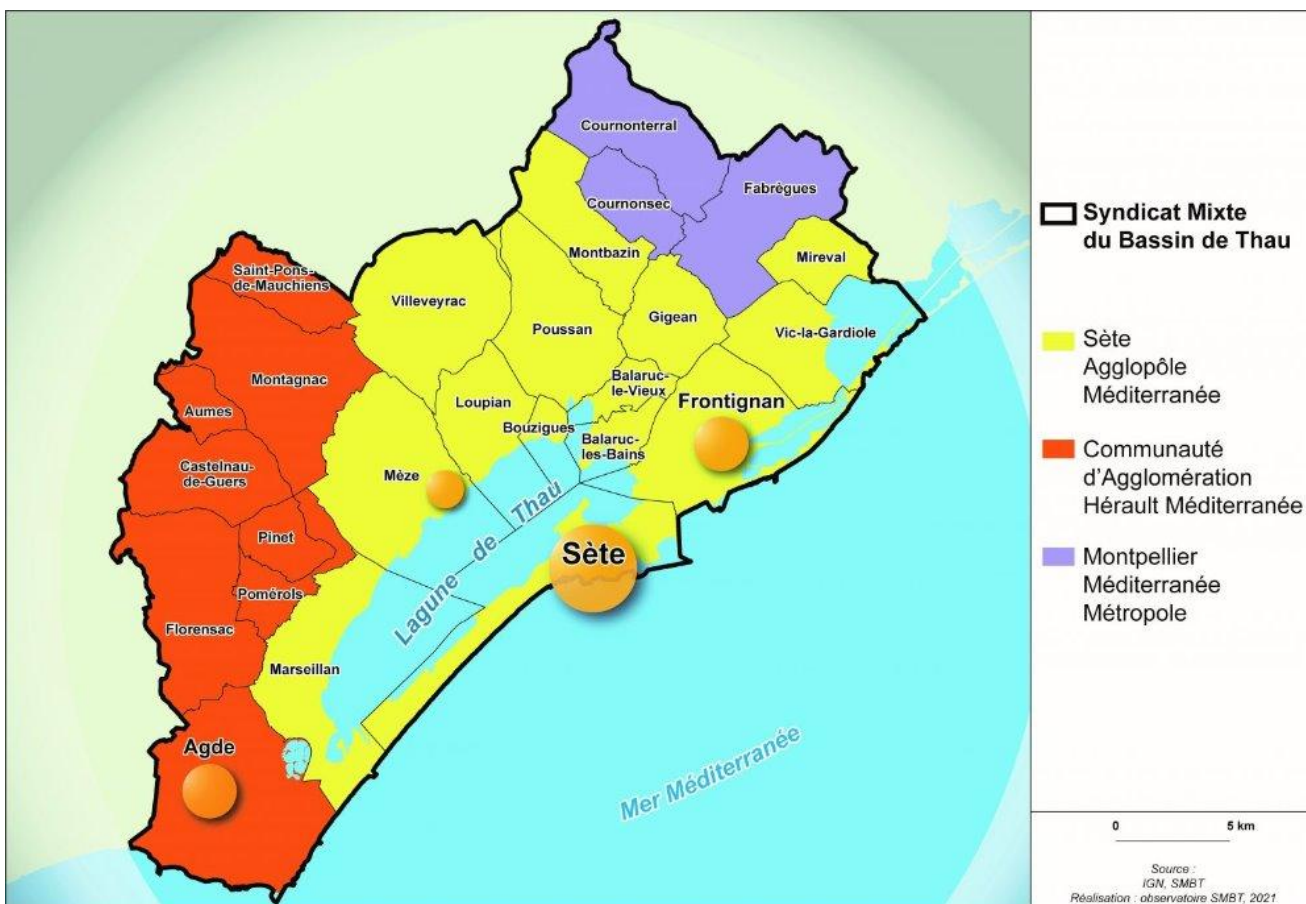 Cournonterral
Fabrègues
Cournonsec
Montbazin
Mireval
Saint-Pons-
de-Mauchiens
Villeveyrac
Poussan
Gigean
Vic-la-Gardiole
Montagnac
Balaruc-
le-Vieux
Aumes
Loupian
Frontignan
Bouzigues
Balaruc-
les-Bains
Castelnau-
de-Guers
Mèze
Pinet
Lagune de Thau
Sète
Pomérols
Florensac
Marseillan
Agde
Mer Méditerranée
Syndicat Mixte
du Bassin de Thau
Sète
Agglopôle
Méditerranée
Communauté
d'Agglomération
Hérault Méditerranée
Montpellier
Méditerranée
Métropole
0 5 km
Source :
IGN, SMBT
Réalisation : observatoire SMBT, 2021